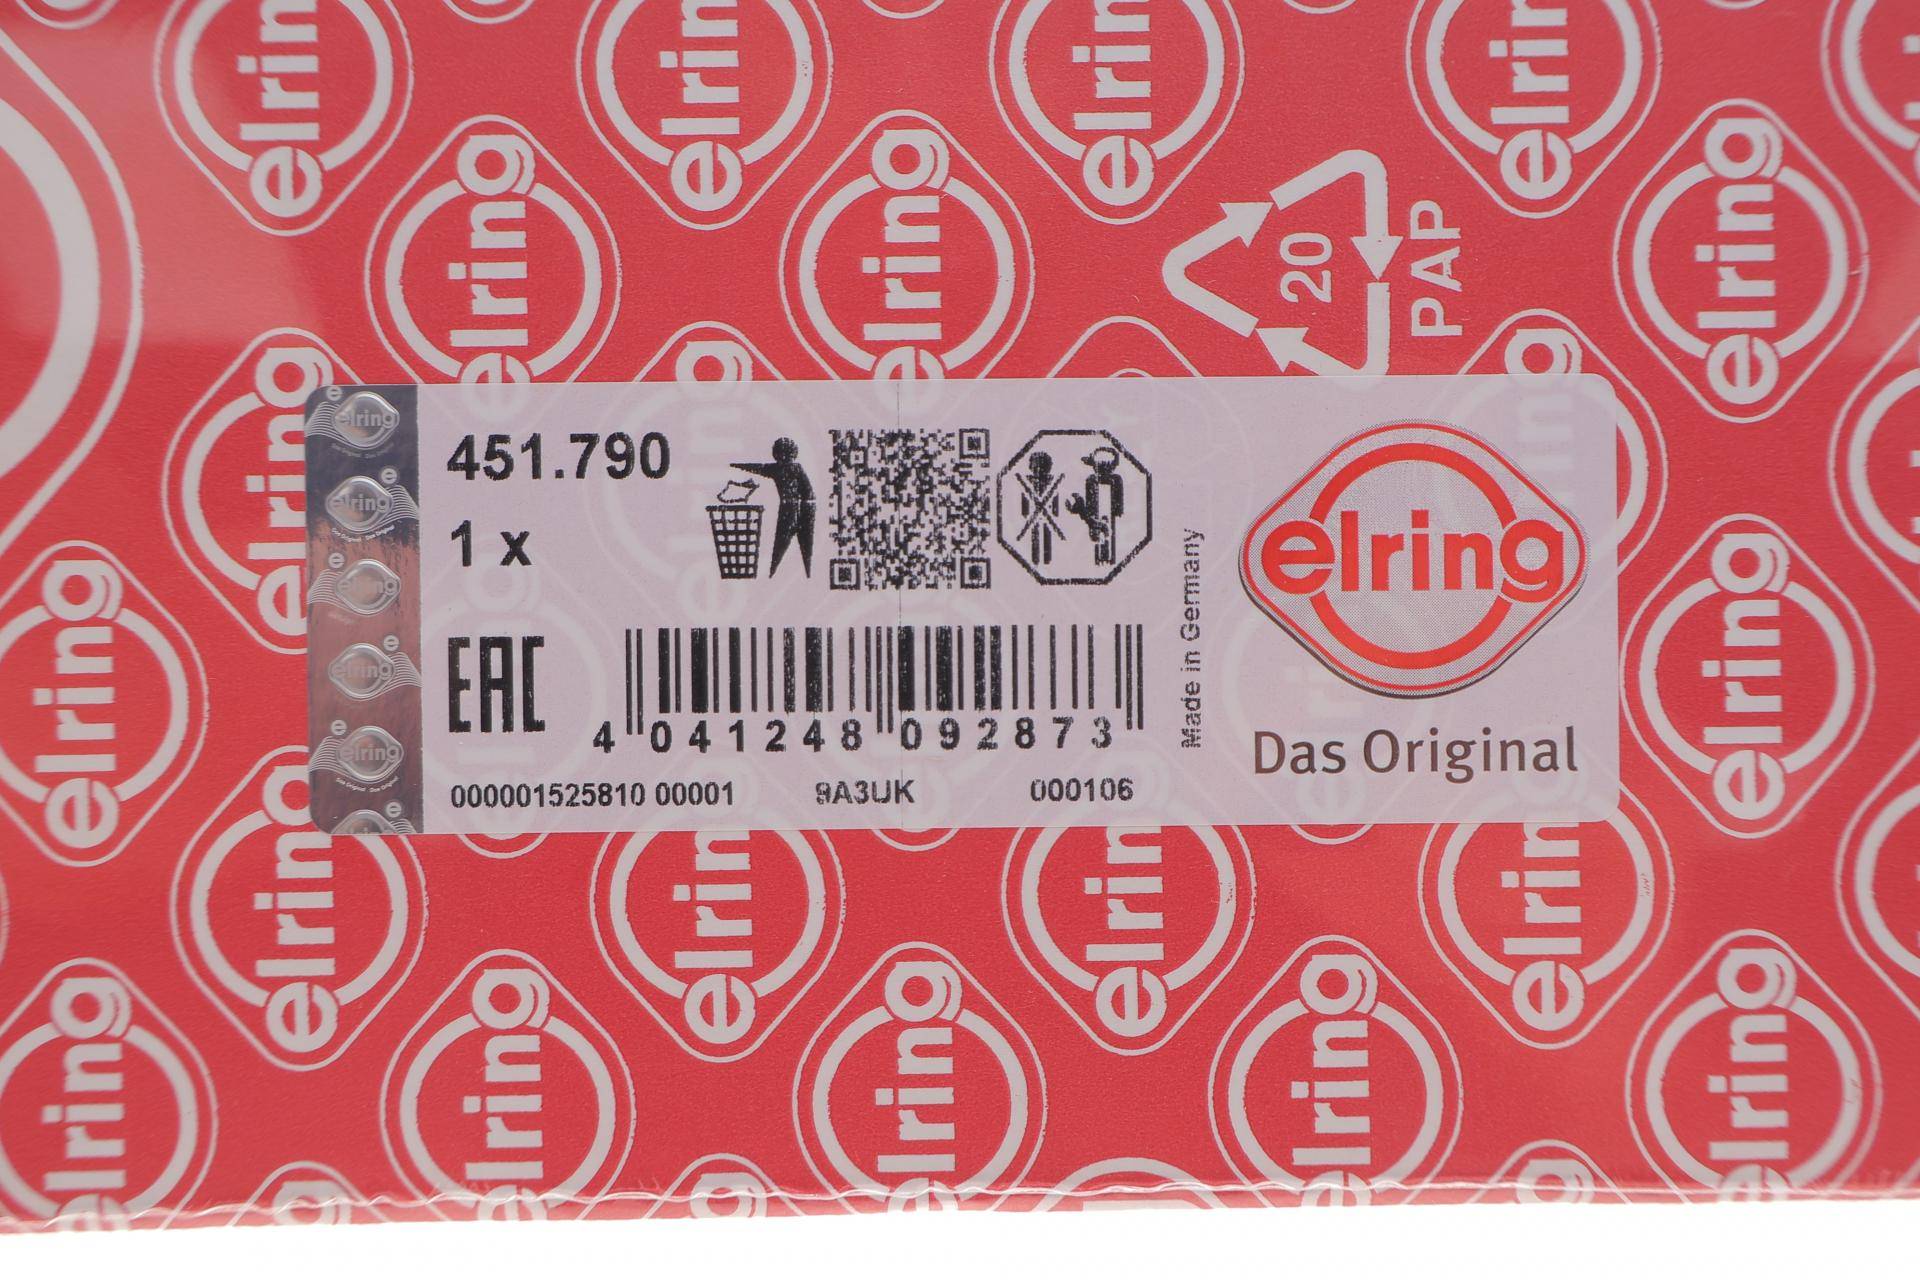 20
PAP
451.790
1 x
EAC
4 041248 092873
000001525810 00001 9A3UK 000106
Made in Germany
elring
Das Original